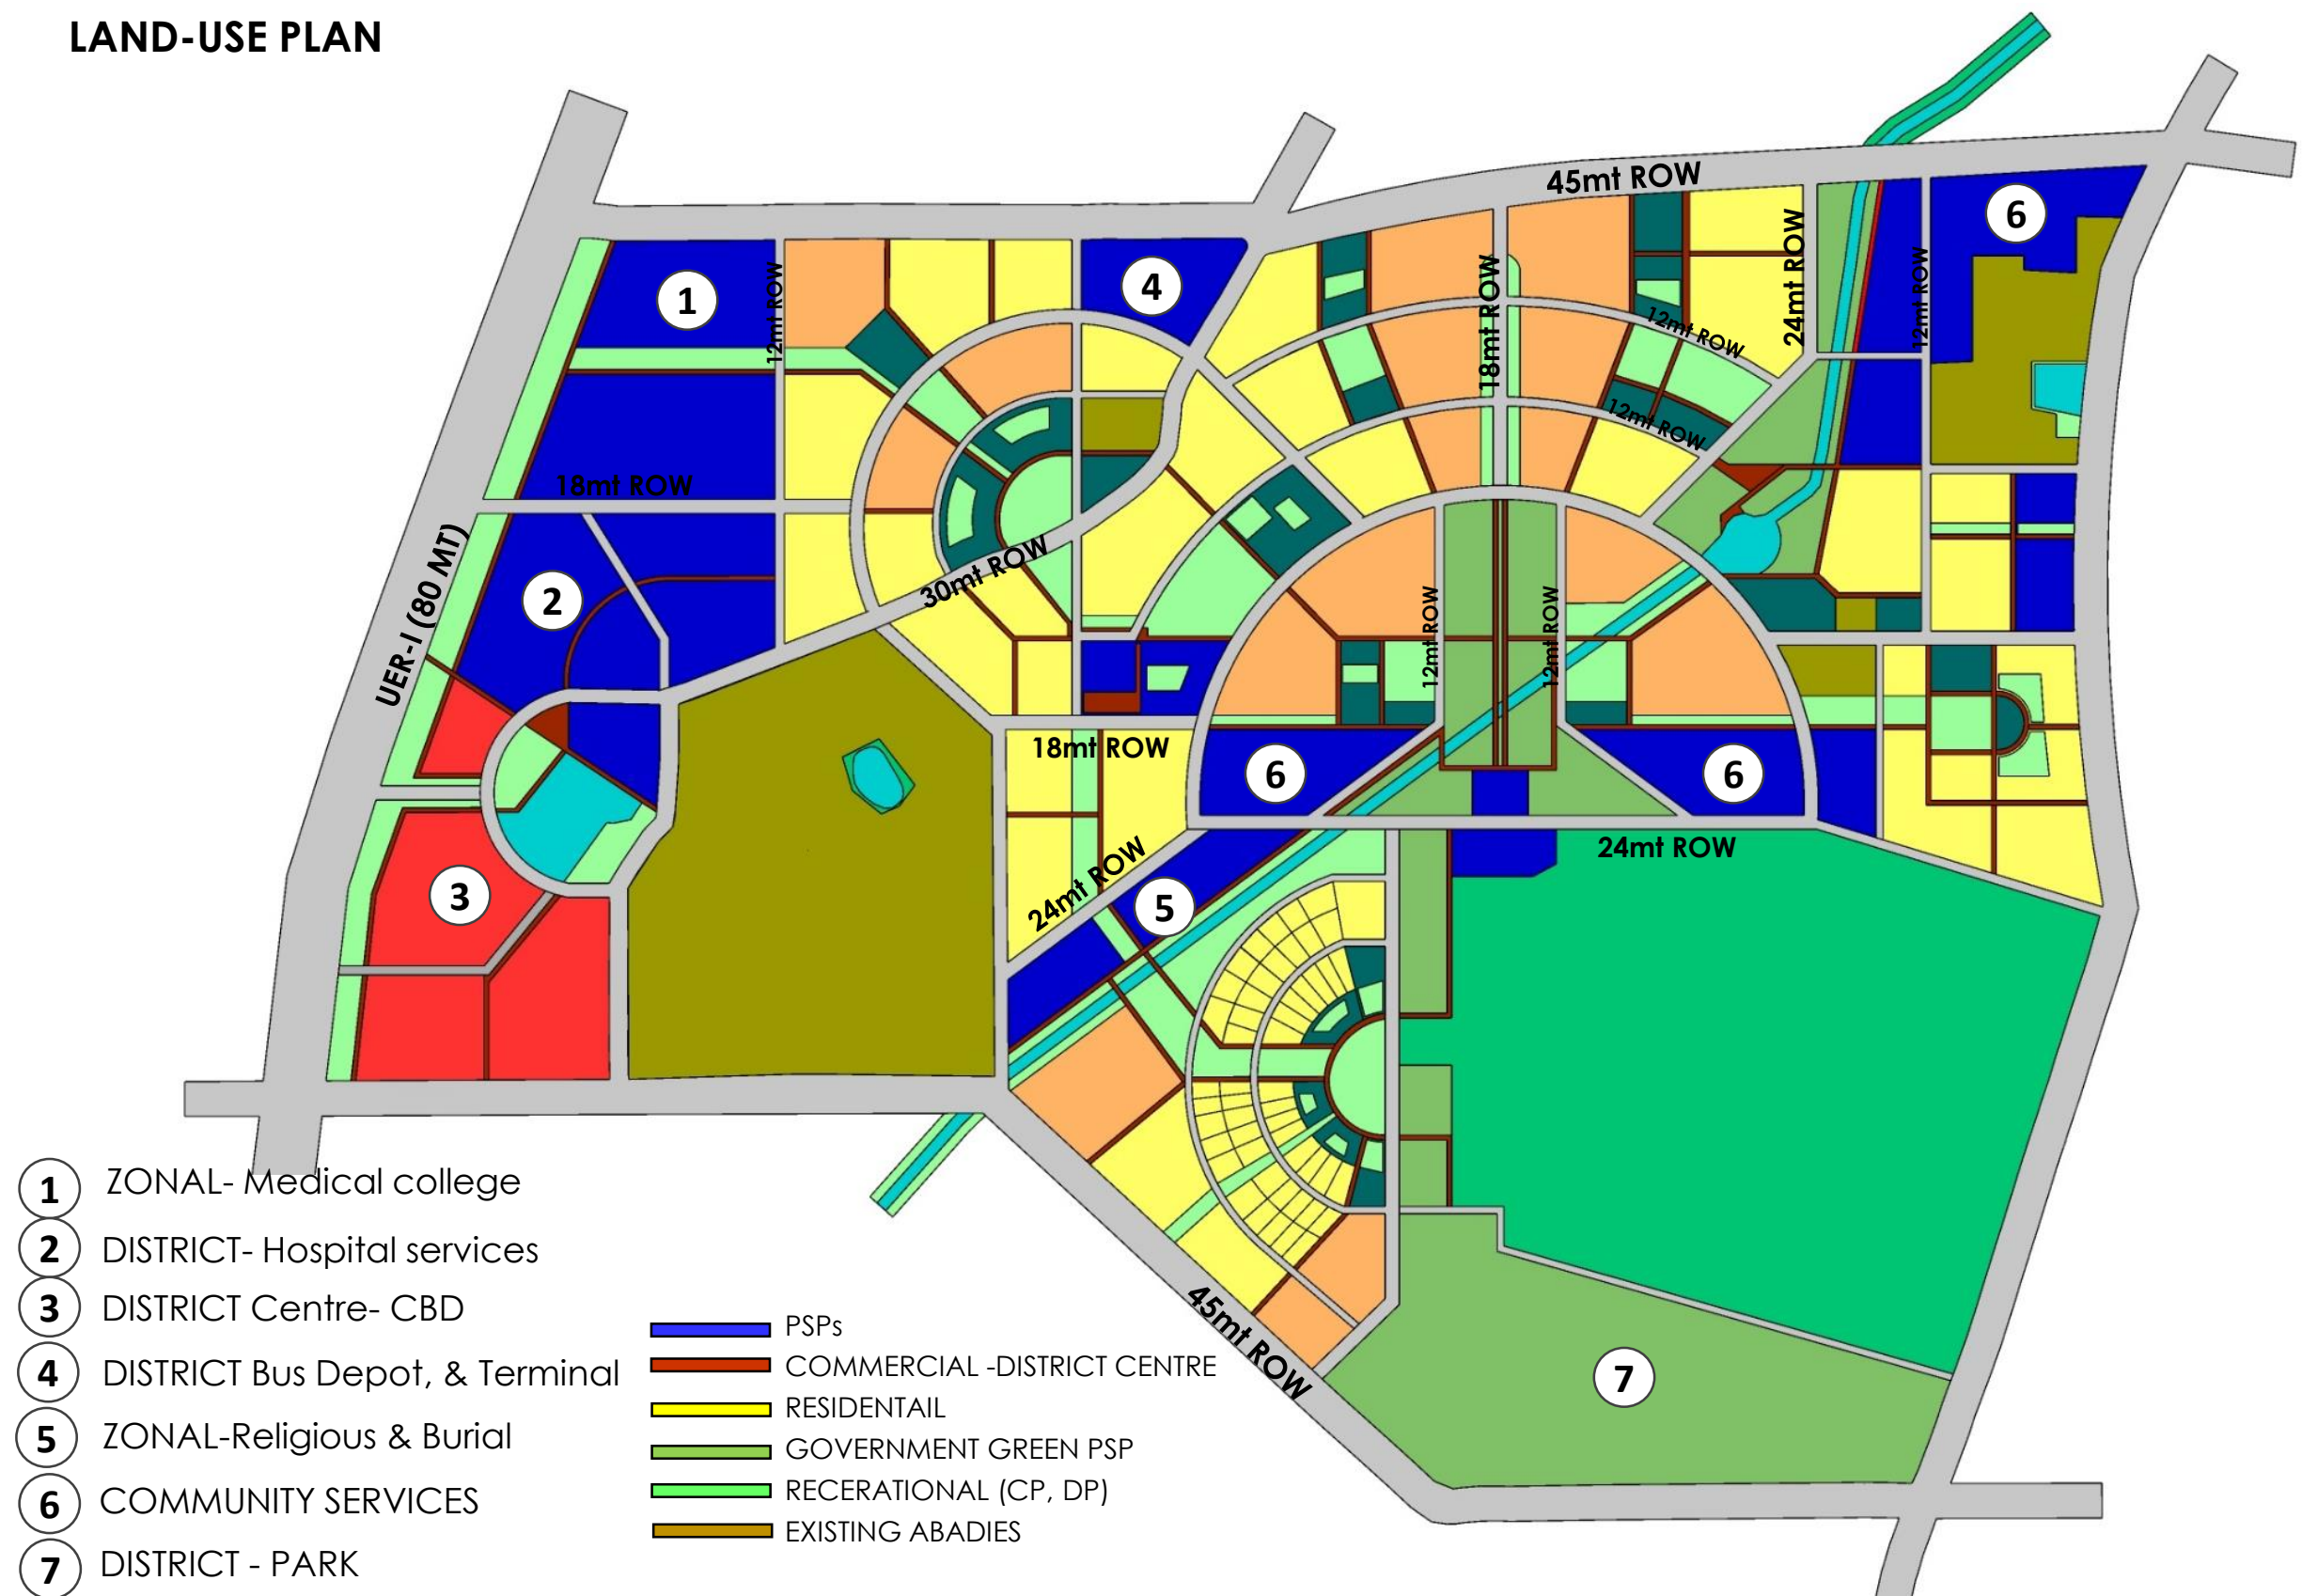 LAND-USE PLAN
45mt ROW
6
1
4
12mt ROW
18mt ROW
24mt ROW
12mt ROW
12mt ROW
12mt ROW
18mt ROW
30mt ROW
UER-I (80 MT)
2
12mt ROW
12mt ROW
18mt ROW
6
6
24mt ROW
24mt ROW
3
5
45mt ROW
7
1 ZONAL- Medical college
2 DISTRICT- Hospital services
3 DISTRICT Centre- CBD
4 DISTRICT Bus Depot, & Terminal
5 ZONAL-Religious & Burial
6 COMMUNITY SERVICES
7 DISTRICT - PARK
PSPs
COMMERCIAL -DISTRICT CENTRE
RESIDENTAIL
GOVERNMENT GREEN PSP
RECERATIONAL (CP, DP)
EXISTING ABADIES